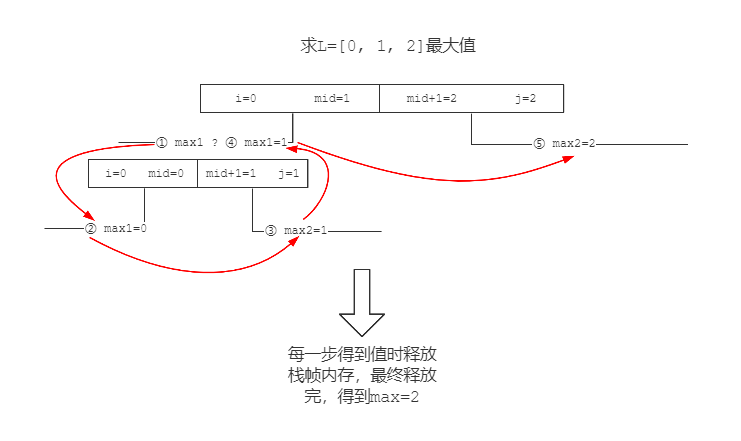 求L=[0, 1, 2]最大值
i=0 mid=1 mid+1=2 j=2
① max1 ? ④ max1=1 ⑤ max2=2
i=0 mid=0 mid+1=1 j=1
② max1=0 ③ max2=1
每一步得到值时释放
栈帧内存，最终释放
完，得到max=2